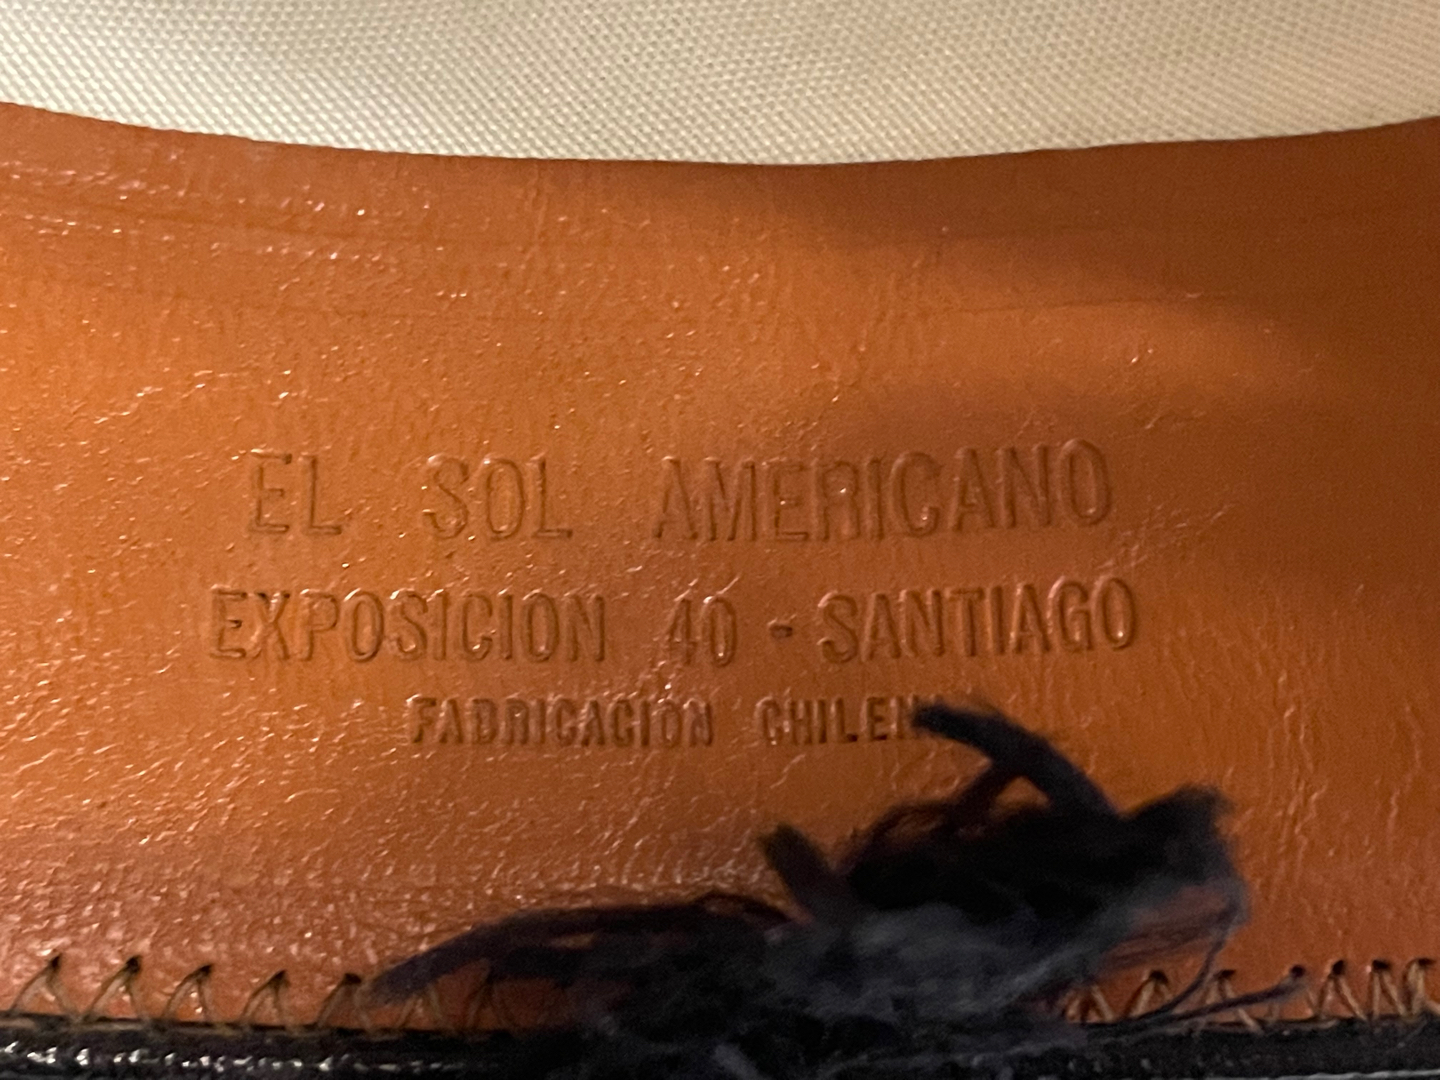 EL SOL AMERICANO
EXPOSICION 40 - SANTIAGO
FABRICACION